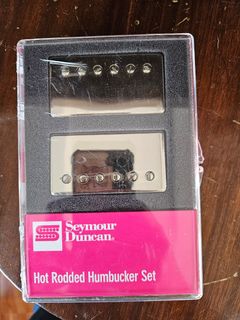 Seymour
Duncan®
Hot Rodded Humbucker Set